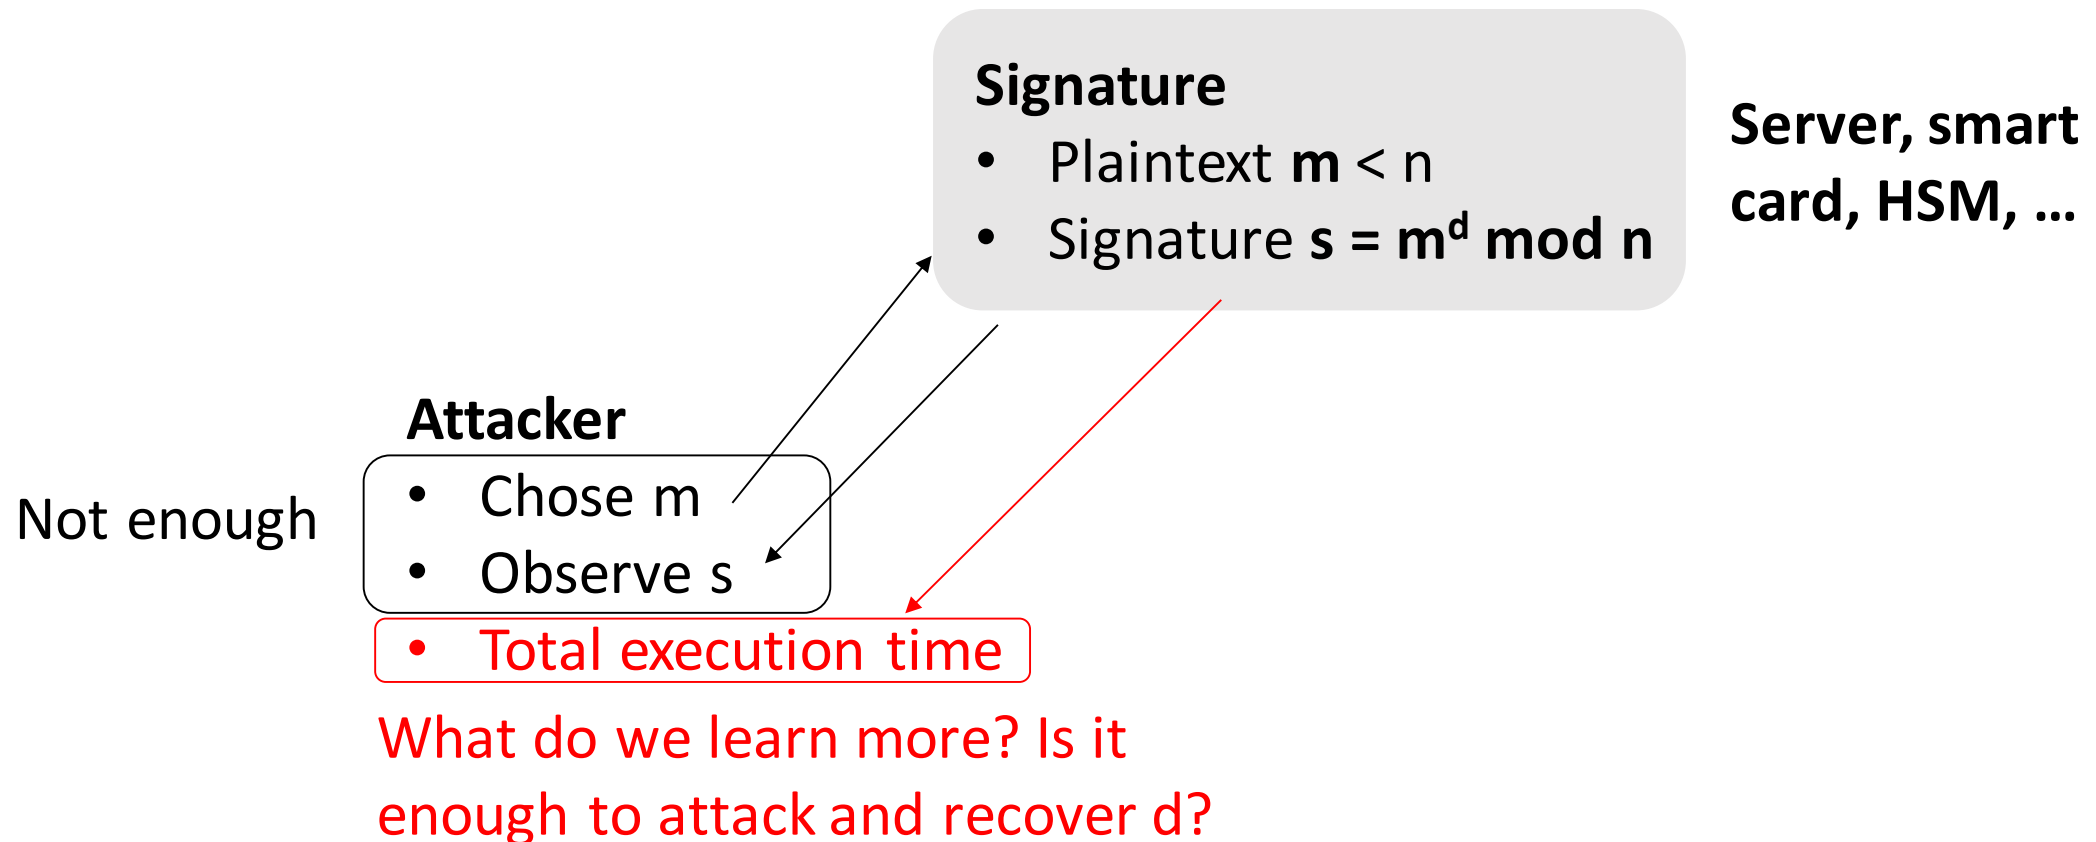 Signature
• Plaintext m < n
• Signature s = mᵈ mod n
Server, smart
card, HSM, ...
Attacker
• Chose m
• Observe s
Not enough
• Total execution time
What do we learn more? Is it
enough to attack and recover d?